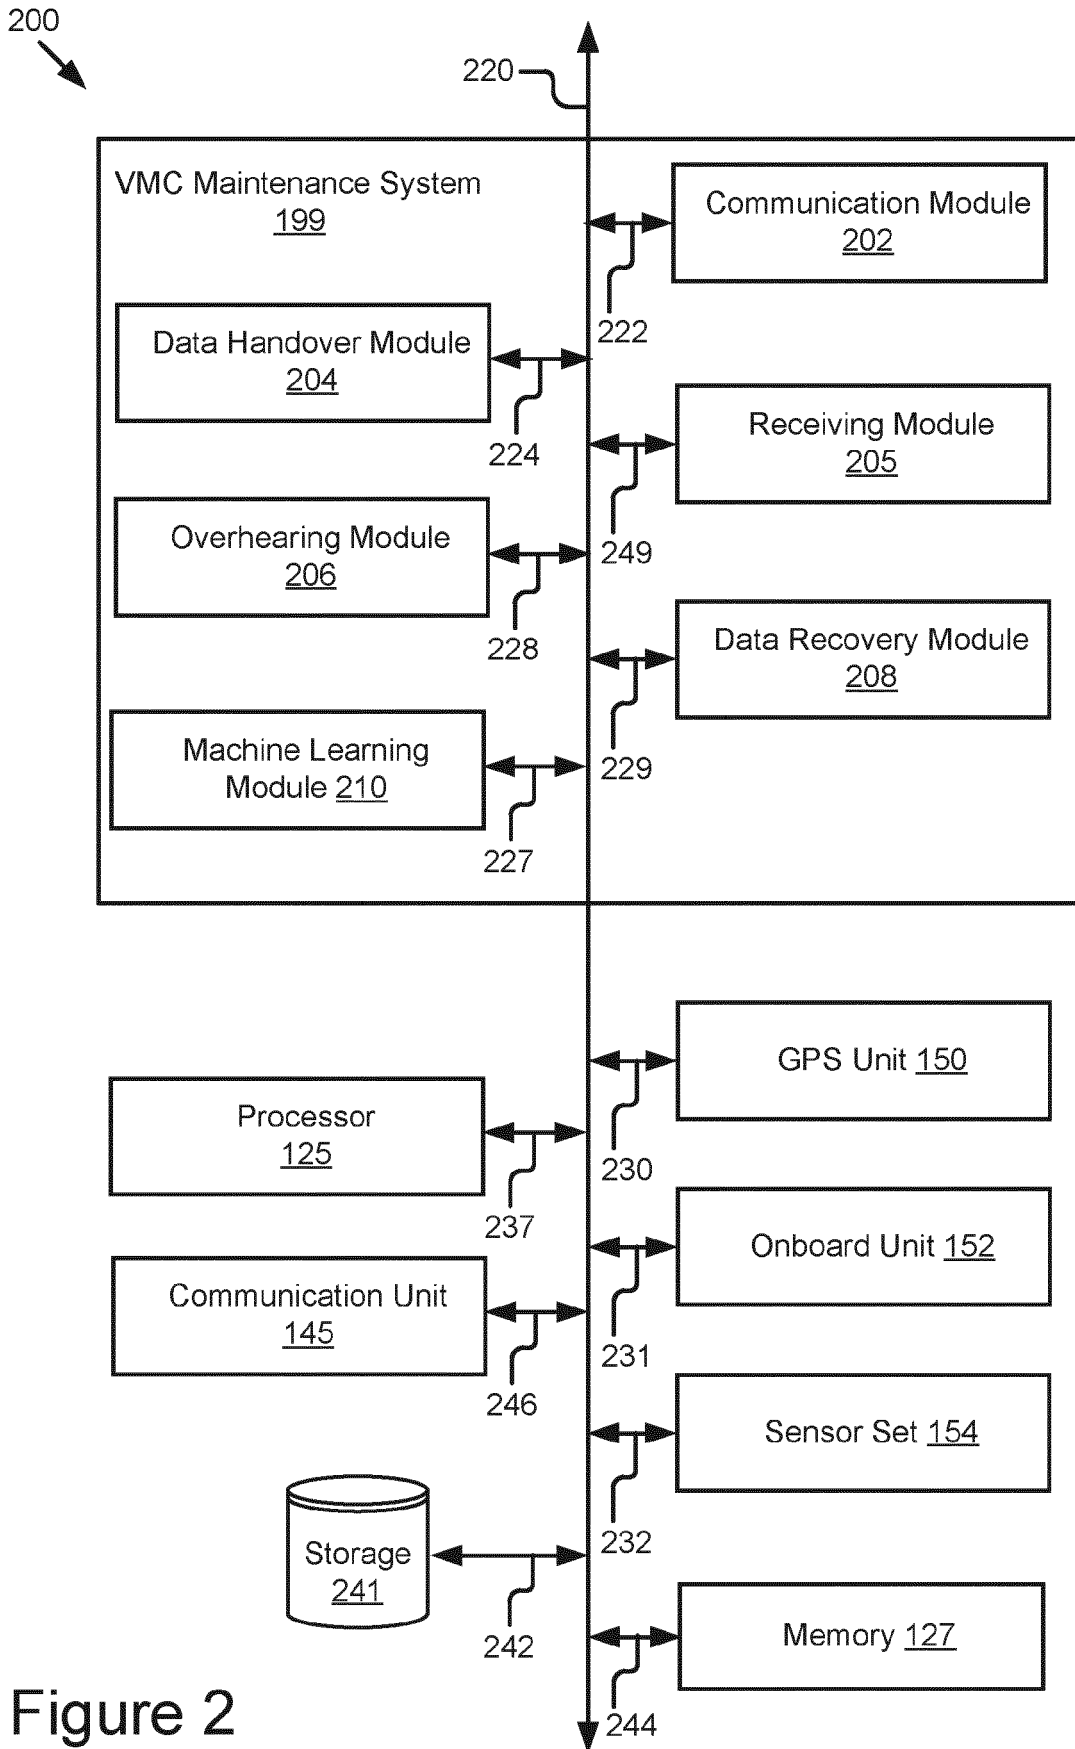 200
220
VMC Maintenance System
199
Communication Module
202
222
Data Handover Module
204
224
Receiving Module
205
249
Overhearing Module
206
228
Data Recovery Module
208
229
Machine Learning
Module 210
227
GPS Unit 150
230
Processor
125
237
Onboard Unit 152
231
Communication Unit
145
246
Sensor Set 154
232
Storage
241
242
Memory 127
244
Figure 2